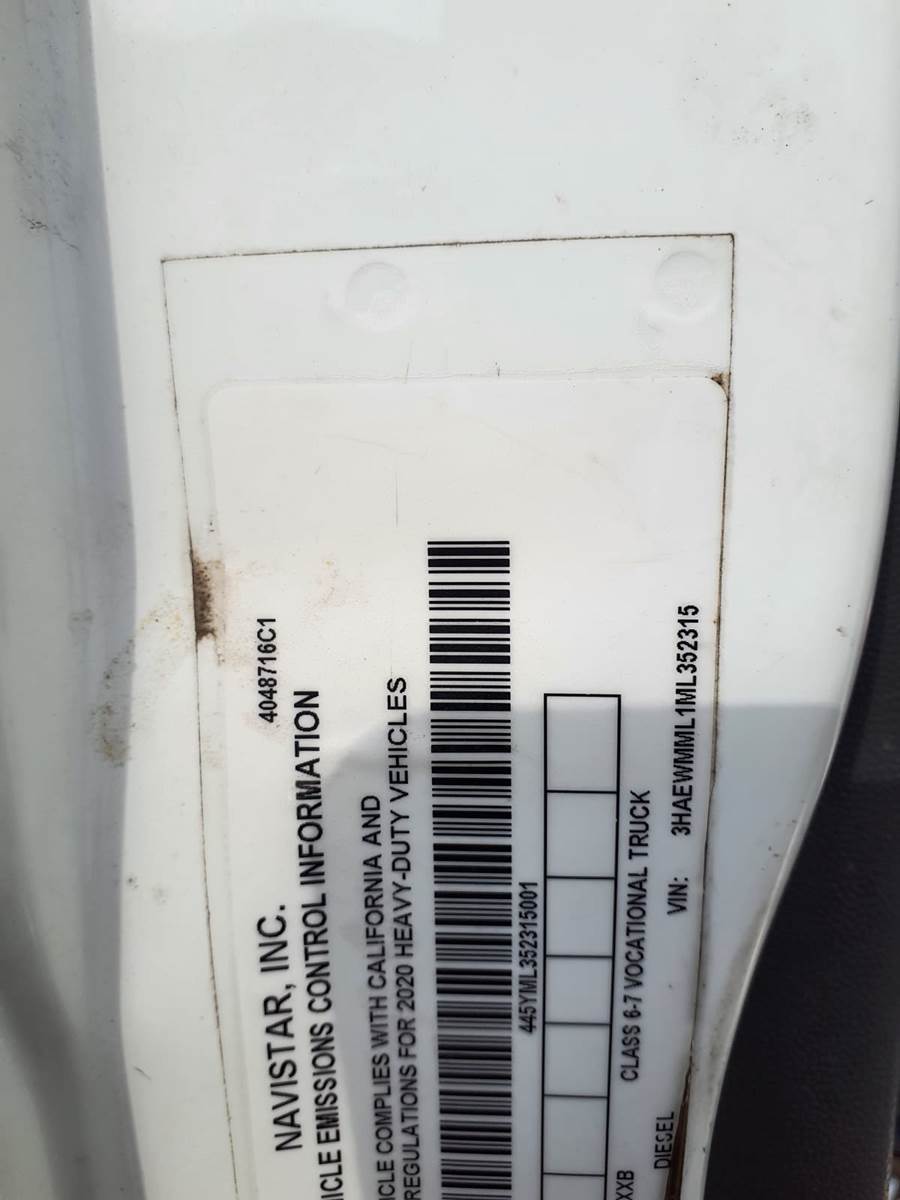 4048716C1
NAVISTAR, INC.
ICLE EMISSIONS CONTROL INFORMATION
ICLE COMPLIES WITH CALIFORNIA AND
REGULATIONS FOR 2020 HEAVY-DUTY VEHICLES
445YML352315001
XXB CLASS 6-7 VOCATIONAL TRUCK
DIESEL VIN: 3HAEWMML1ML352315